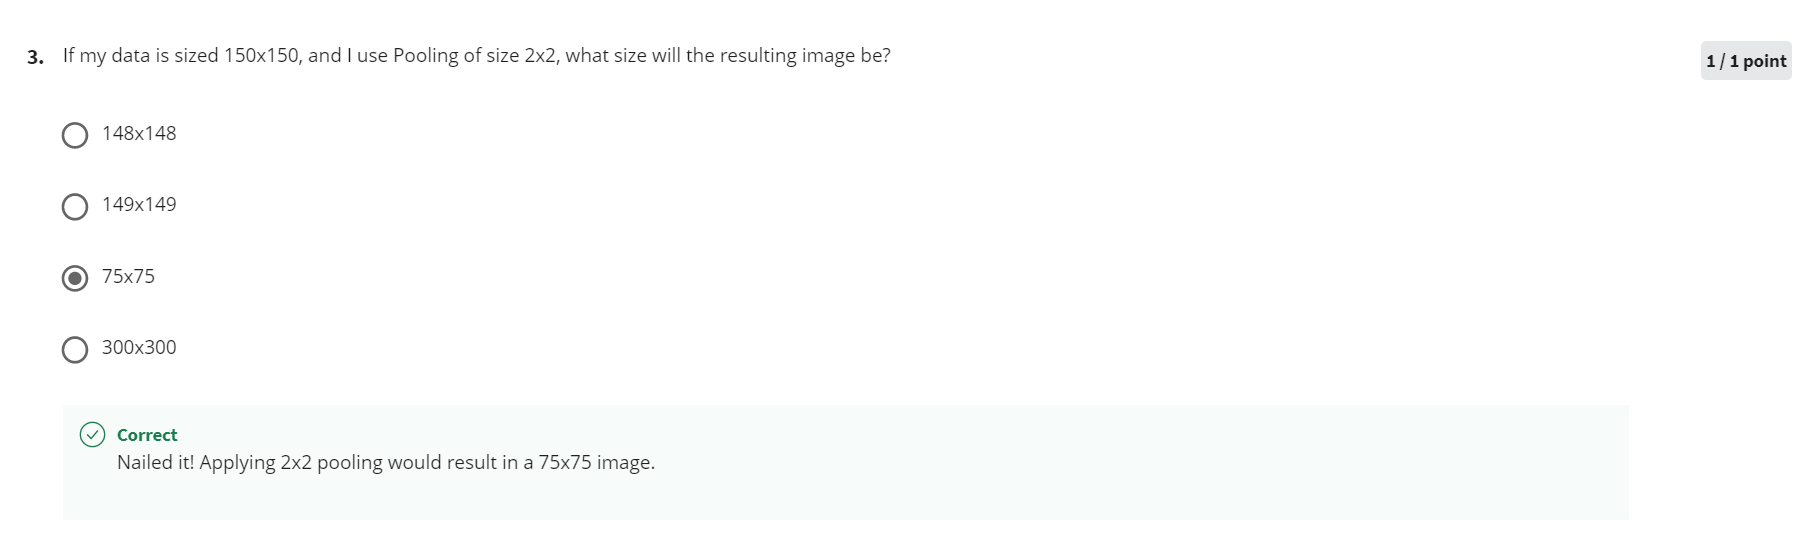 3. If my data is sized 150x150, and I use Pooling of size 2x2, what size will the resulting image be?
1 / 1 point
148x148
149x149
75x75
300x300
Correct
Nailed it! Applying 2x2 pooling would result in a 75x75 image.